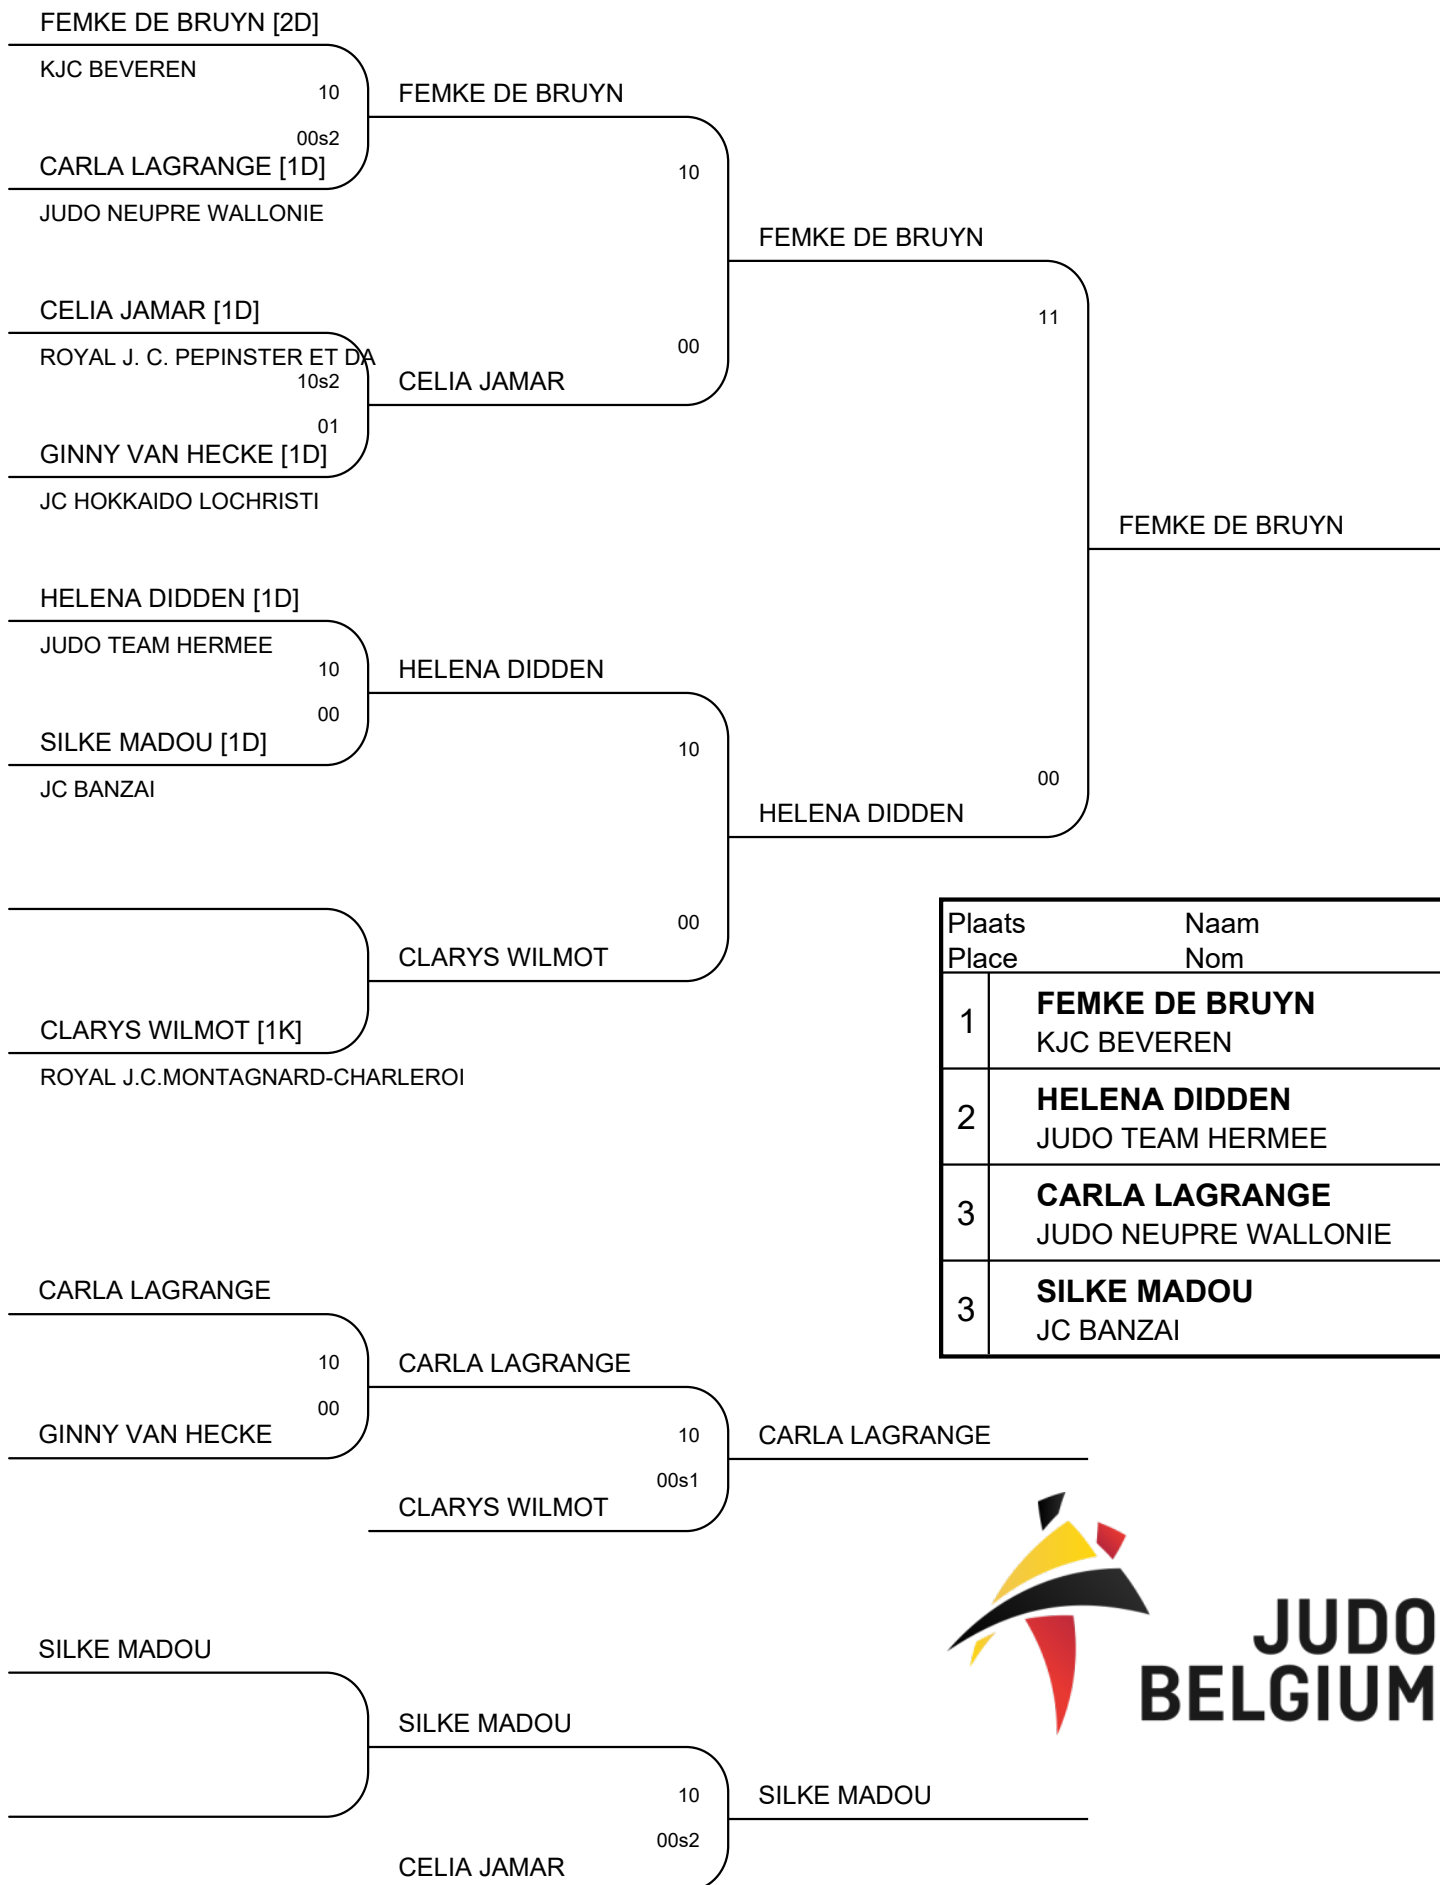 FEMKE DE BRUYN [2D]
KJC BEVEREN
10
FEMKE DE BRUYN
00s2
CARLA LAGRANGE [1D]
JUDO NEUPRE WALLONIE
10
FEMKE DE BRUYN
CELIA JAMAR [1D]
ROYAL J. C. PEPINSTER ET DA
10s2
CELIA JAMAR
00
01
GINNY VAN HECKE [1D]
JC HOKKAIDO LOCHRISTI
11
FEMKE DE BRUYN
HELENA DIDDEN [1D]
JUDO TEAM HERMEE
10
HELENA DIDDEN
00
SILKE MADOU [1D]
JC BANZAI
10
00
HELENA DIDDEN
00
CLARYS WILMOT
CLARYS WILMOT [1K]
ROYAL J.C.MONTAGNARD-CHARLEROI
Plaats Naam
Place Nom
1 FEMKE DE BRUYN
KJC BEVEREN
2 HELENA DIDDEN
JUDO TEAM HERMEE
3 CARLA LAGRANGE
JUDO NEUPRE WALLONIE
3 SILKE MADOU
JC BANZAI
CARLA LAGRANGE
10
CARLA LAGRANGE
00
GINNY VAN HECKE
10
CARLA LAGRANGE
00s1
CLARYS WILMOT
SILKE MADOU
SILKE MADOU
10
SILKE MADOU
00s2
CELIA JAMAR
JUDO
BELGIUM